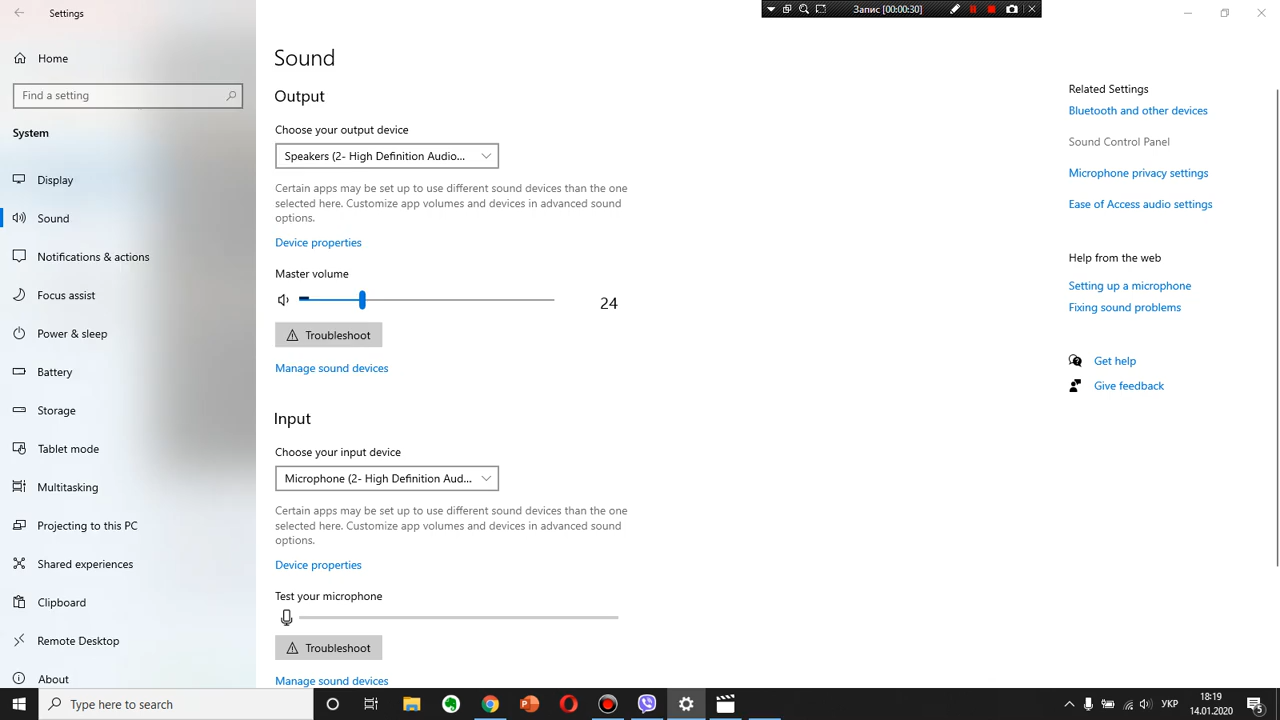 Settings
Запис [00:00:30]
Home
Find a setting
System
Display
Sound
Notifications & actions
Focus assist
Power & sleep
Battery
Storage
Tablet mode
Multitasking
Projecting to this PC
Shared experiences
Clipboard
Remote Desktop
About
Sound
Output
Choose your output device
Speakers (2- High Definition Audio...
Certain apps may be set up to use different sound devices than the one
selected here. Customize app volumes and devices in advanced sound
options.
Device properties
Master volume
24
Troubleshoot
Manage sound devices
Input
Choose your input device
Microphone (2- High Definition Aud...
Certain apps may be set up to use different sound devices than the one
selected here. Customize app volumes and devices in advanced sound
options.
Device properties
Test your microphone
Troubleshoot
Manage sound devices
Related Settings
Bluetooth and other devices
Sound Control Panel
Microphone privacy settings
Ease of Access audio settings
Help from the web
Setting up a microphone
Fixing sound problems
Get help
Give feedback
Type here to search
УКР
18:19
14.01.2020
5